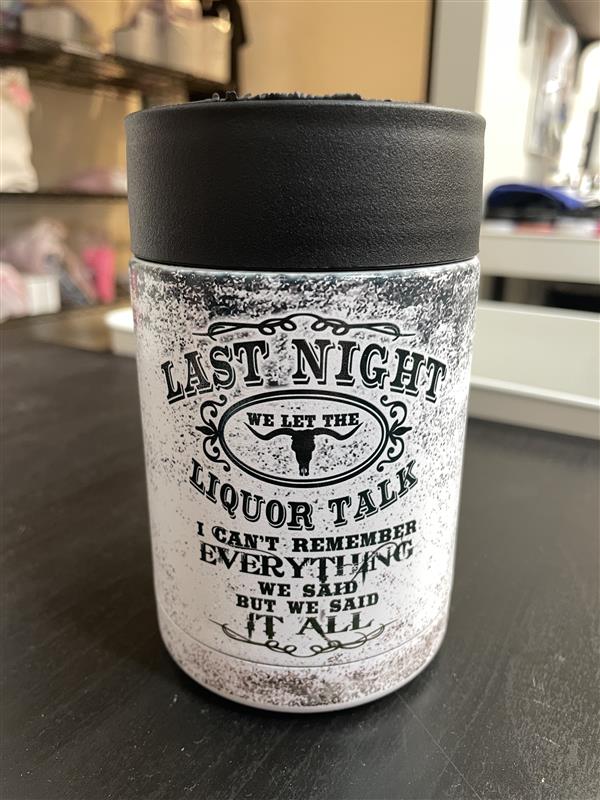 LAST NIGHT
WE LET THE
LIQUOR TALK
I CAN'T REMEMBER
EVERYTHING
WE SAID
BUT WE SAID
IT ALL